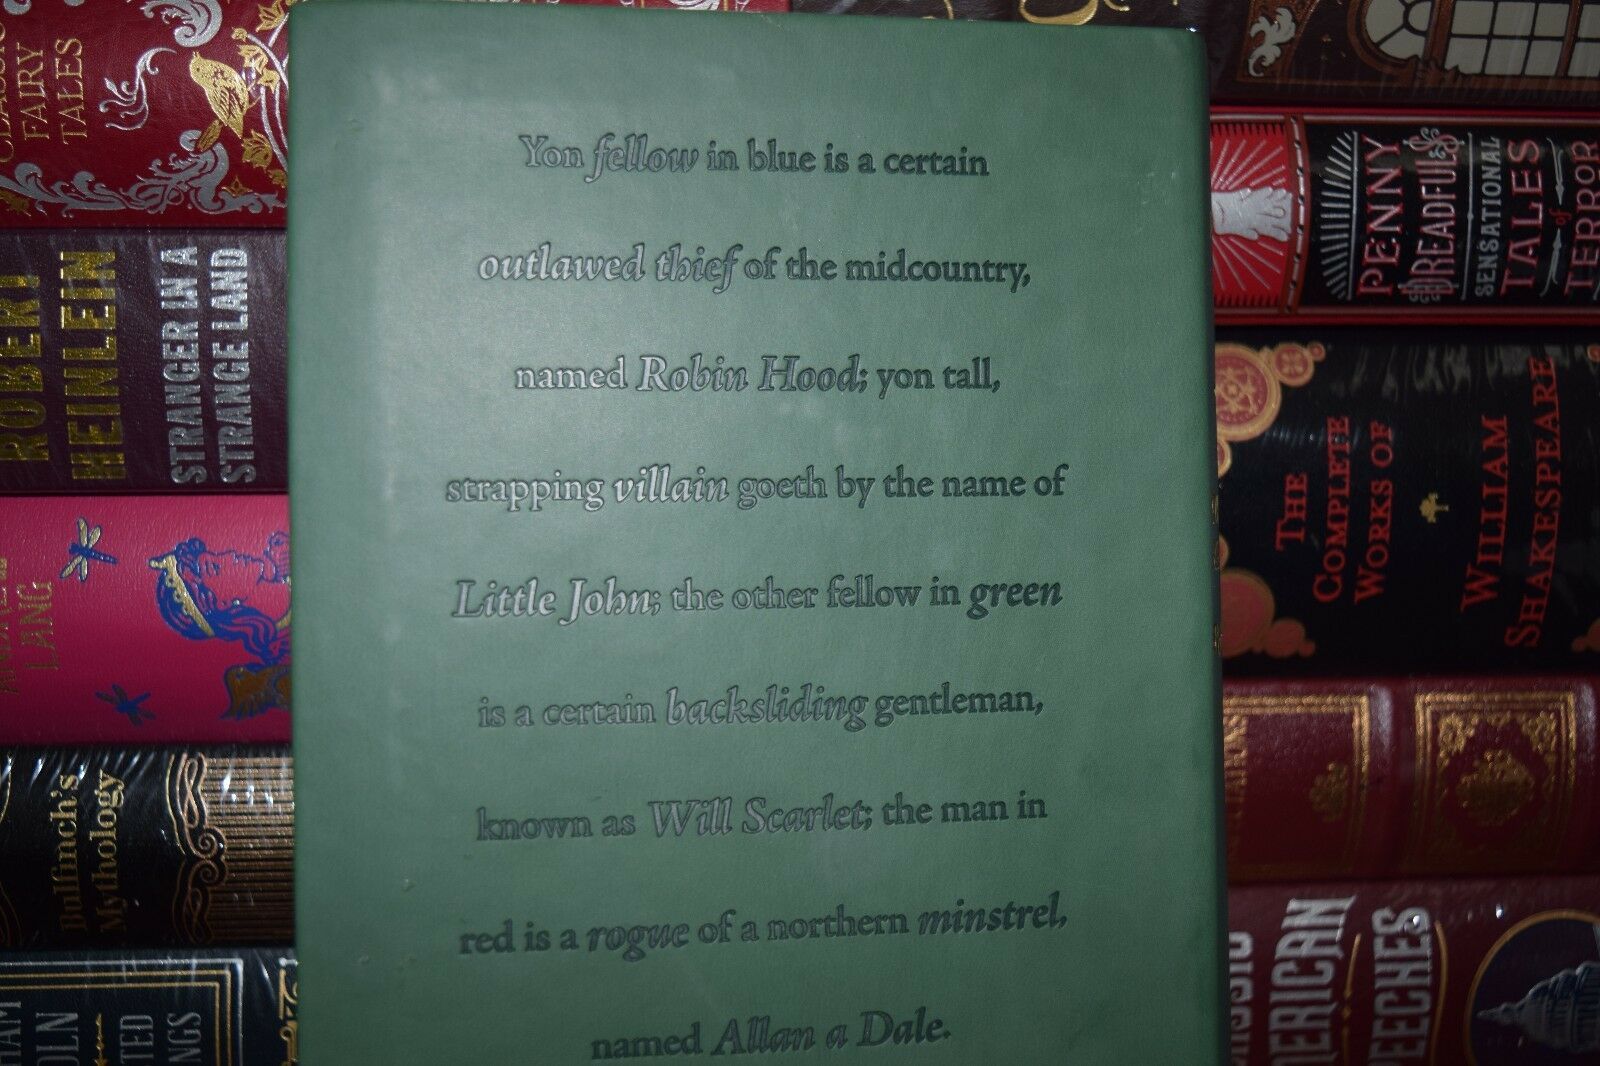 Yon fellow in blue is a certain
outlawed thief of the midcountry,
named Robin Hood; yon tall,
strapping villain goeth by the name of
Little John; the other fellow in green
is a certain backsliding gentleman,
known as Will Scarlet; the man in
red is a rogue of a northern minstrel,
named Allan a Dale.
FAIRY
TALES
ROBERT
HEINLEIN
STRANGER IN A
STRANGE LAND
LANG
Bulfinch's
Mythology
PENNY
DREADFULS
SENSATIONAL
TALES
of
TERROR
THE
COMPLETE
WORKS OF
WILLIAM
SHAKESPEARE